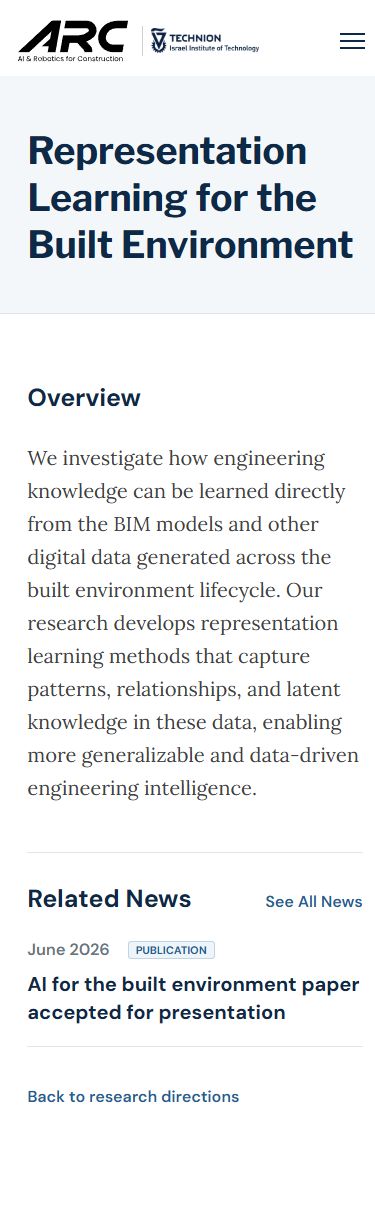 ARC
AI & Robotics for Construction
TECHNION
Israel Institute of Technology
Representation
Learning for the
Built Environment
Overview
We investigate how engineering
knowledge can be learned directly
from the BIM models and other
digital data generated across the
built environment lifecycle. Our
research develops representation
learning methods that capture
patterns, relationships, and latent
knowledge in these data, enabling
more generalizable and data-driven
engineering intelligence.
Related News
See All News
June 2026
PUBLICATION
AI for the built environment paper
accepted for presentation
Back to research directions